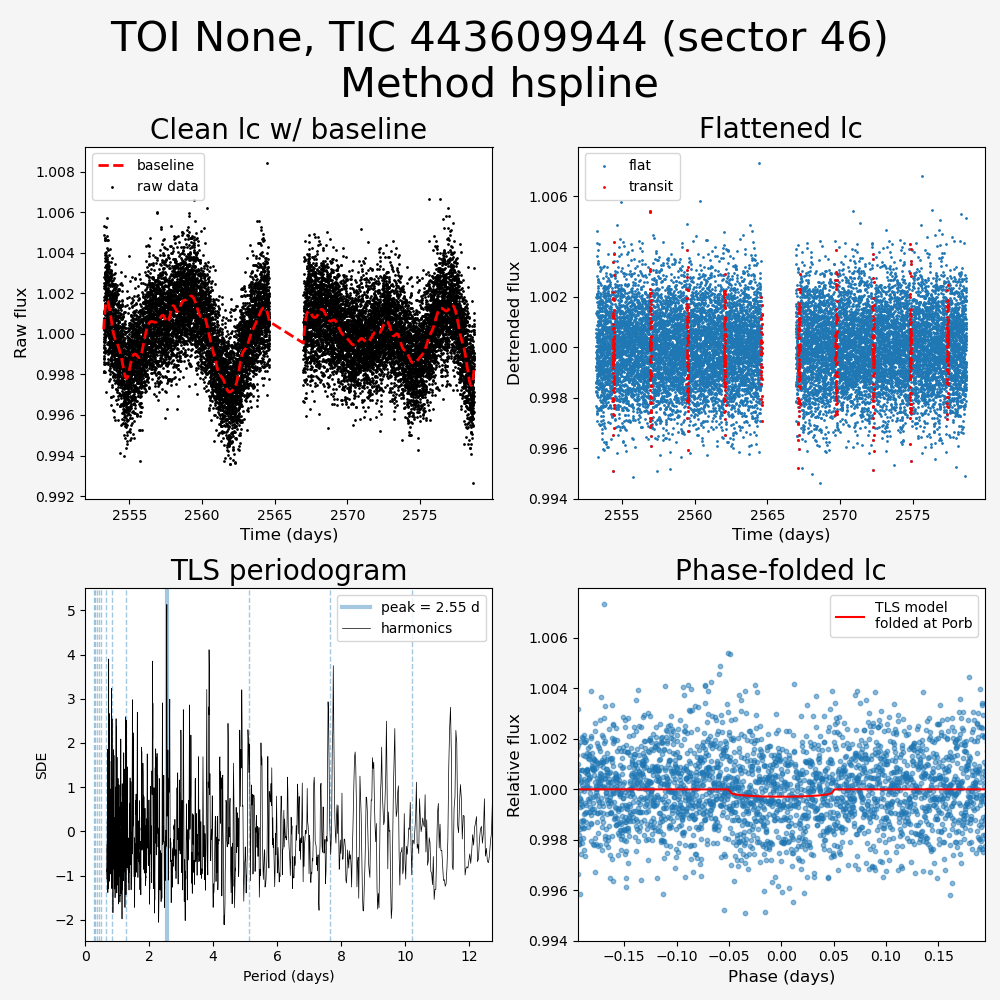 TOI None, TIC 443609944 (sector 46)
Method hspline
Clean lc w/ baseline
baseline
raw data
1.008
1.006
1.004
1.002
1.000
0.998
0.996
0.994
0.992
Raw flux
2555
2560
2565
2570
2575
Time (days)
Flattened lc
flat
transit
1.006
1.004
1.002
1.000
0.998
0.996
0.994
Detrended flux
2555
2560
2565
2570
2575
Time (days)
TLS periodogram
peak = 2.55 d
harmonics
5
4
3
2
1
0
−1
−2
SDE
0
2
4
6
8
10
12
Period (days)
Phase-folded lc
TLS model
folded at Porb
1.006
1.004
1.002
1.000
0.998
0.996
0.994
Relative flux
−0.15
−0.10
−0.05
0.00
0.05
0.10
0.15
Phase (days)